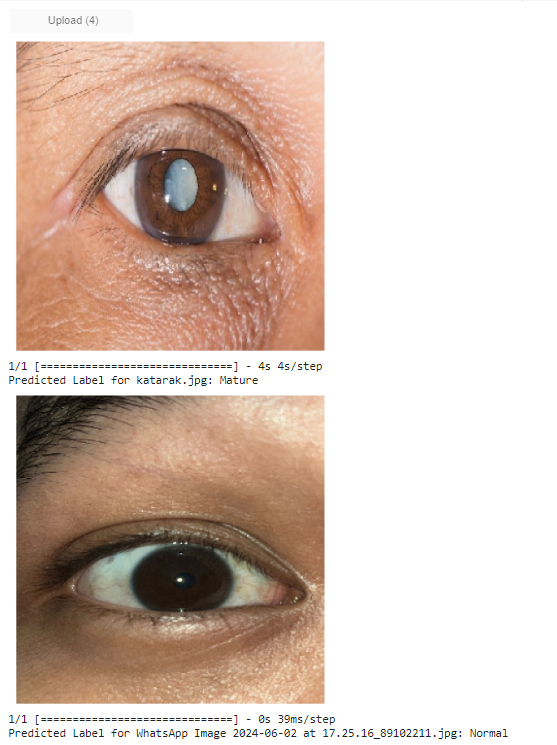 Upload (4)
1/1 [==============================] - 4s 4s/step
Predicted Label for katarak.jpg: Mature
1/1 [==============================] - 0s 39ms/step
Predicted Label for WhatsApp Image 2024-06-02 at 17.25.16_89102211.jpg: Normal